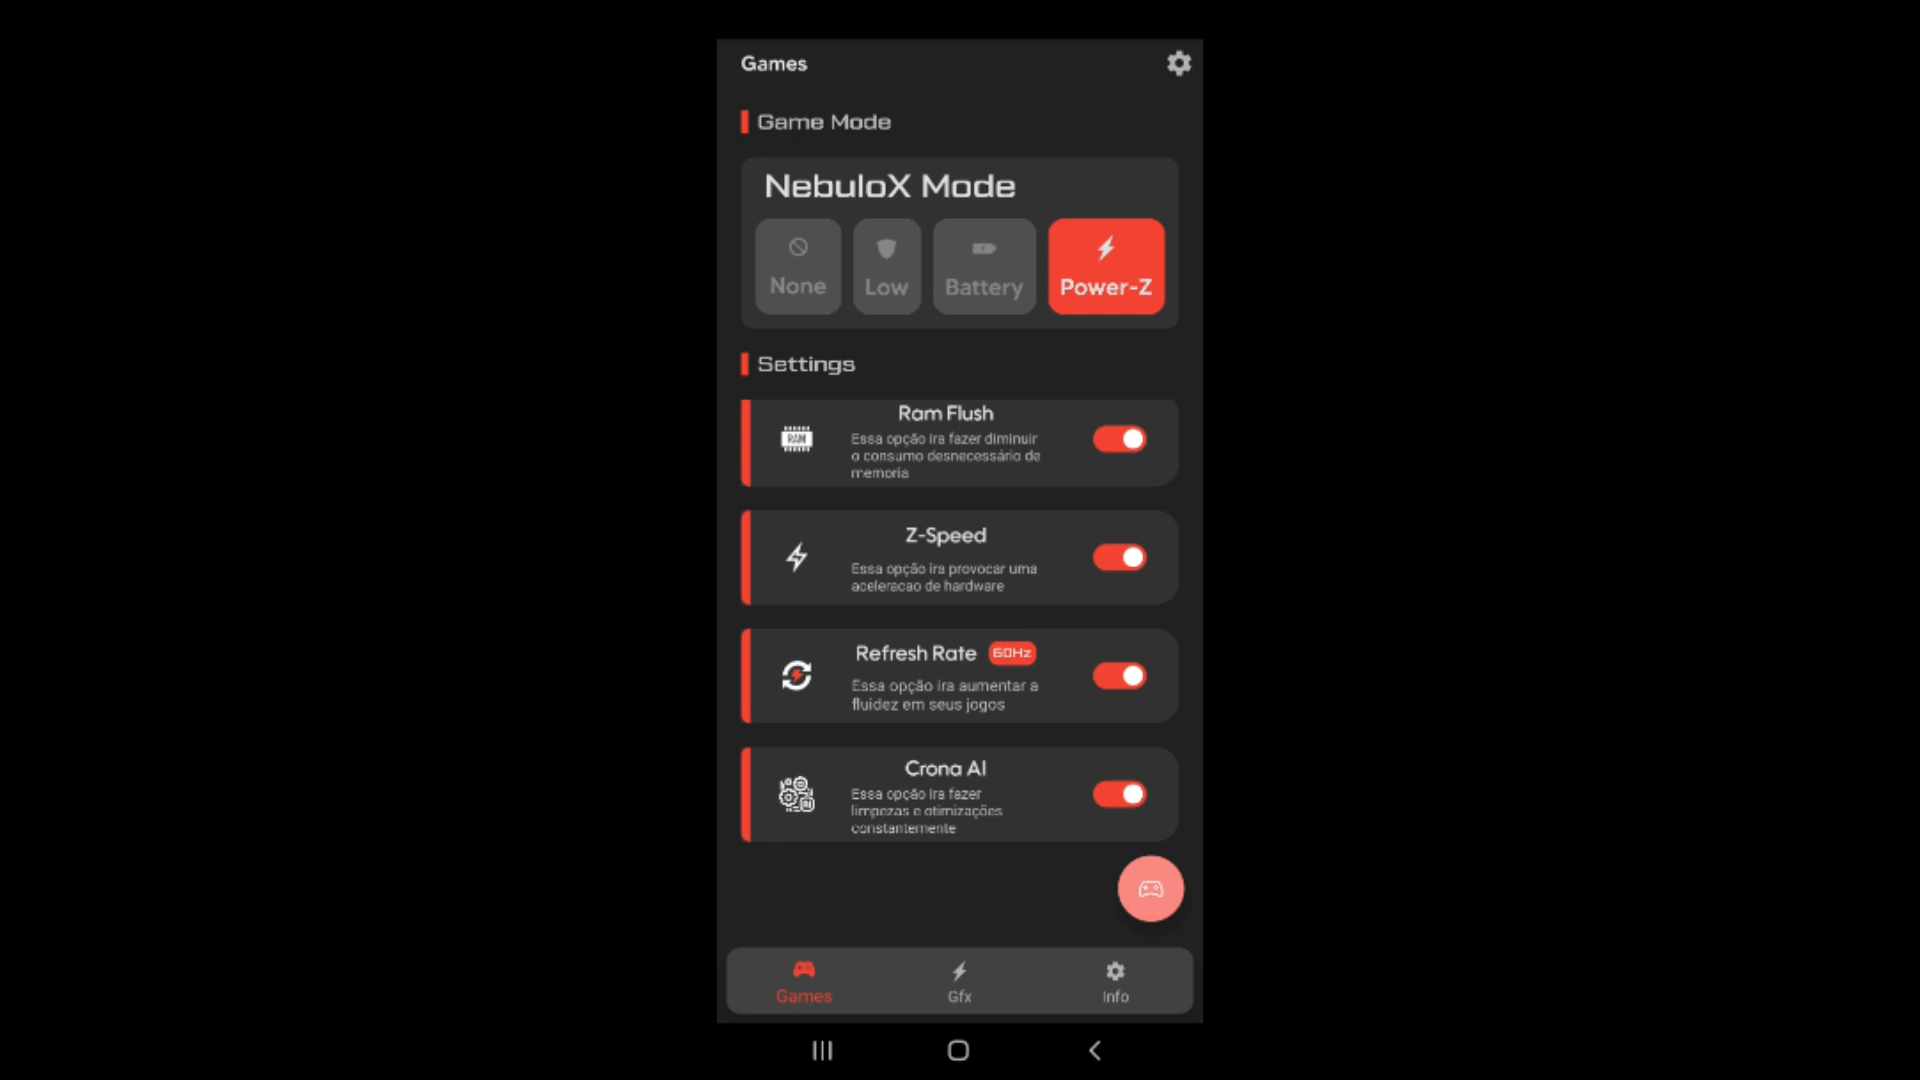 Games
Game Mode
NebuloX Mode
None
Low
Battery
Power-Z
Settings
RAM
Ram Flush
Essa opção ira fazer diminuir
o consumo desnecessário de
memoria
Z-Speed
Essa opção ira provocar uma
aceleracao de hardware
Refresh Rate 60Hz
Essa opção ira aumentar a
fluidez em seus jogos
AI
Crona AI
Essa opção ira fazer
limpezas e otimizações
constantemente
Games
Gfx
Info